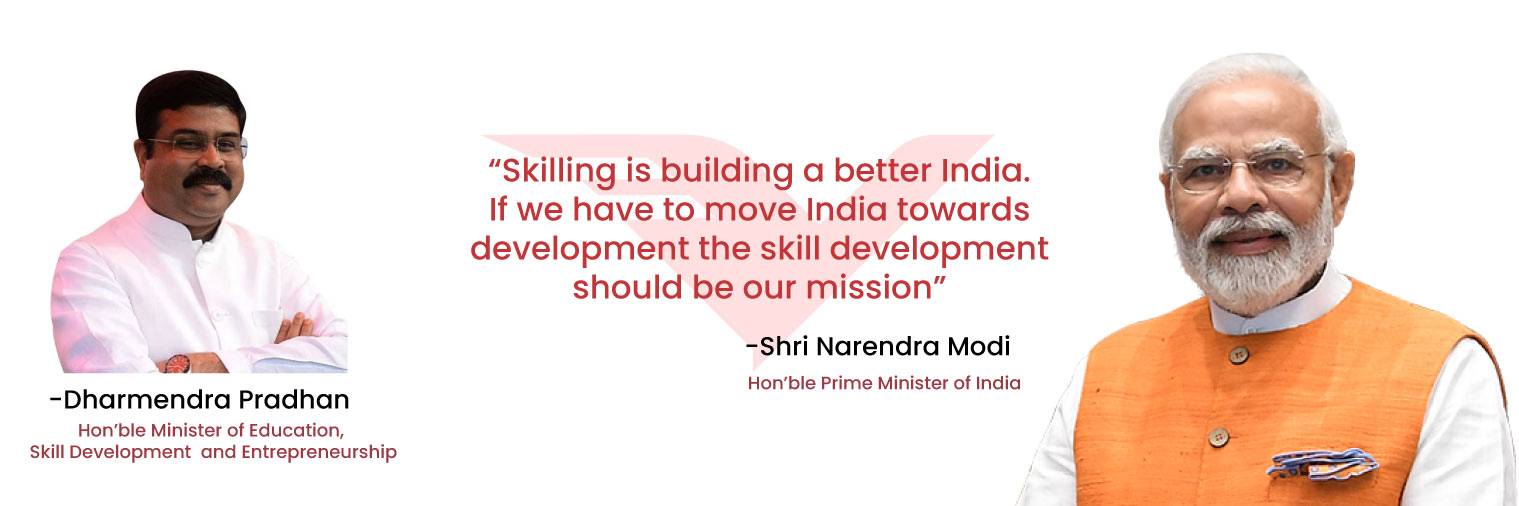 -Dharmendra Pradhan
Hon’ble Minister of Education,
Skill Development  and Entrepreneurship
“Skilling is building a better India.
If we have to move India towards
development the skill development
should be our mission”
-Shri Narendra Modi
Hon’ble Prime Minister of India